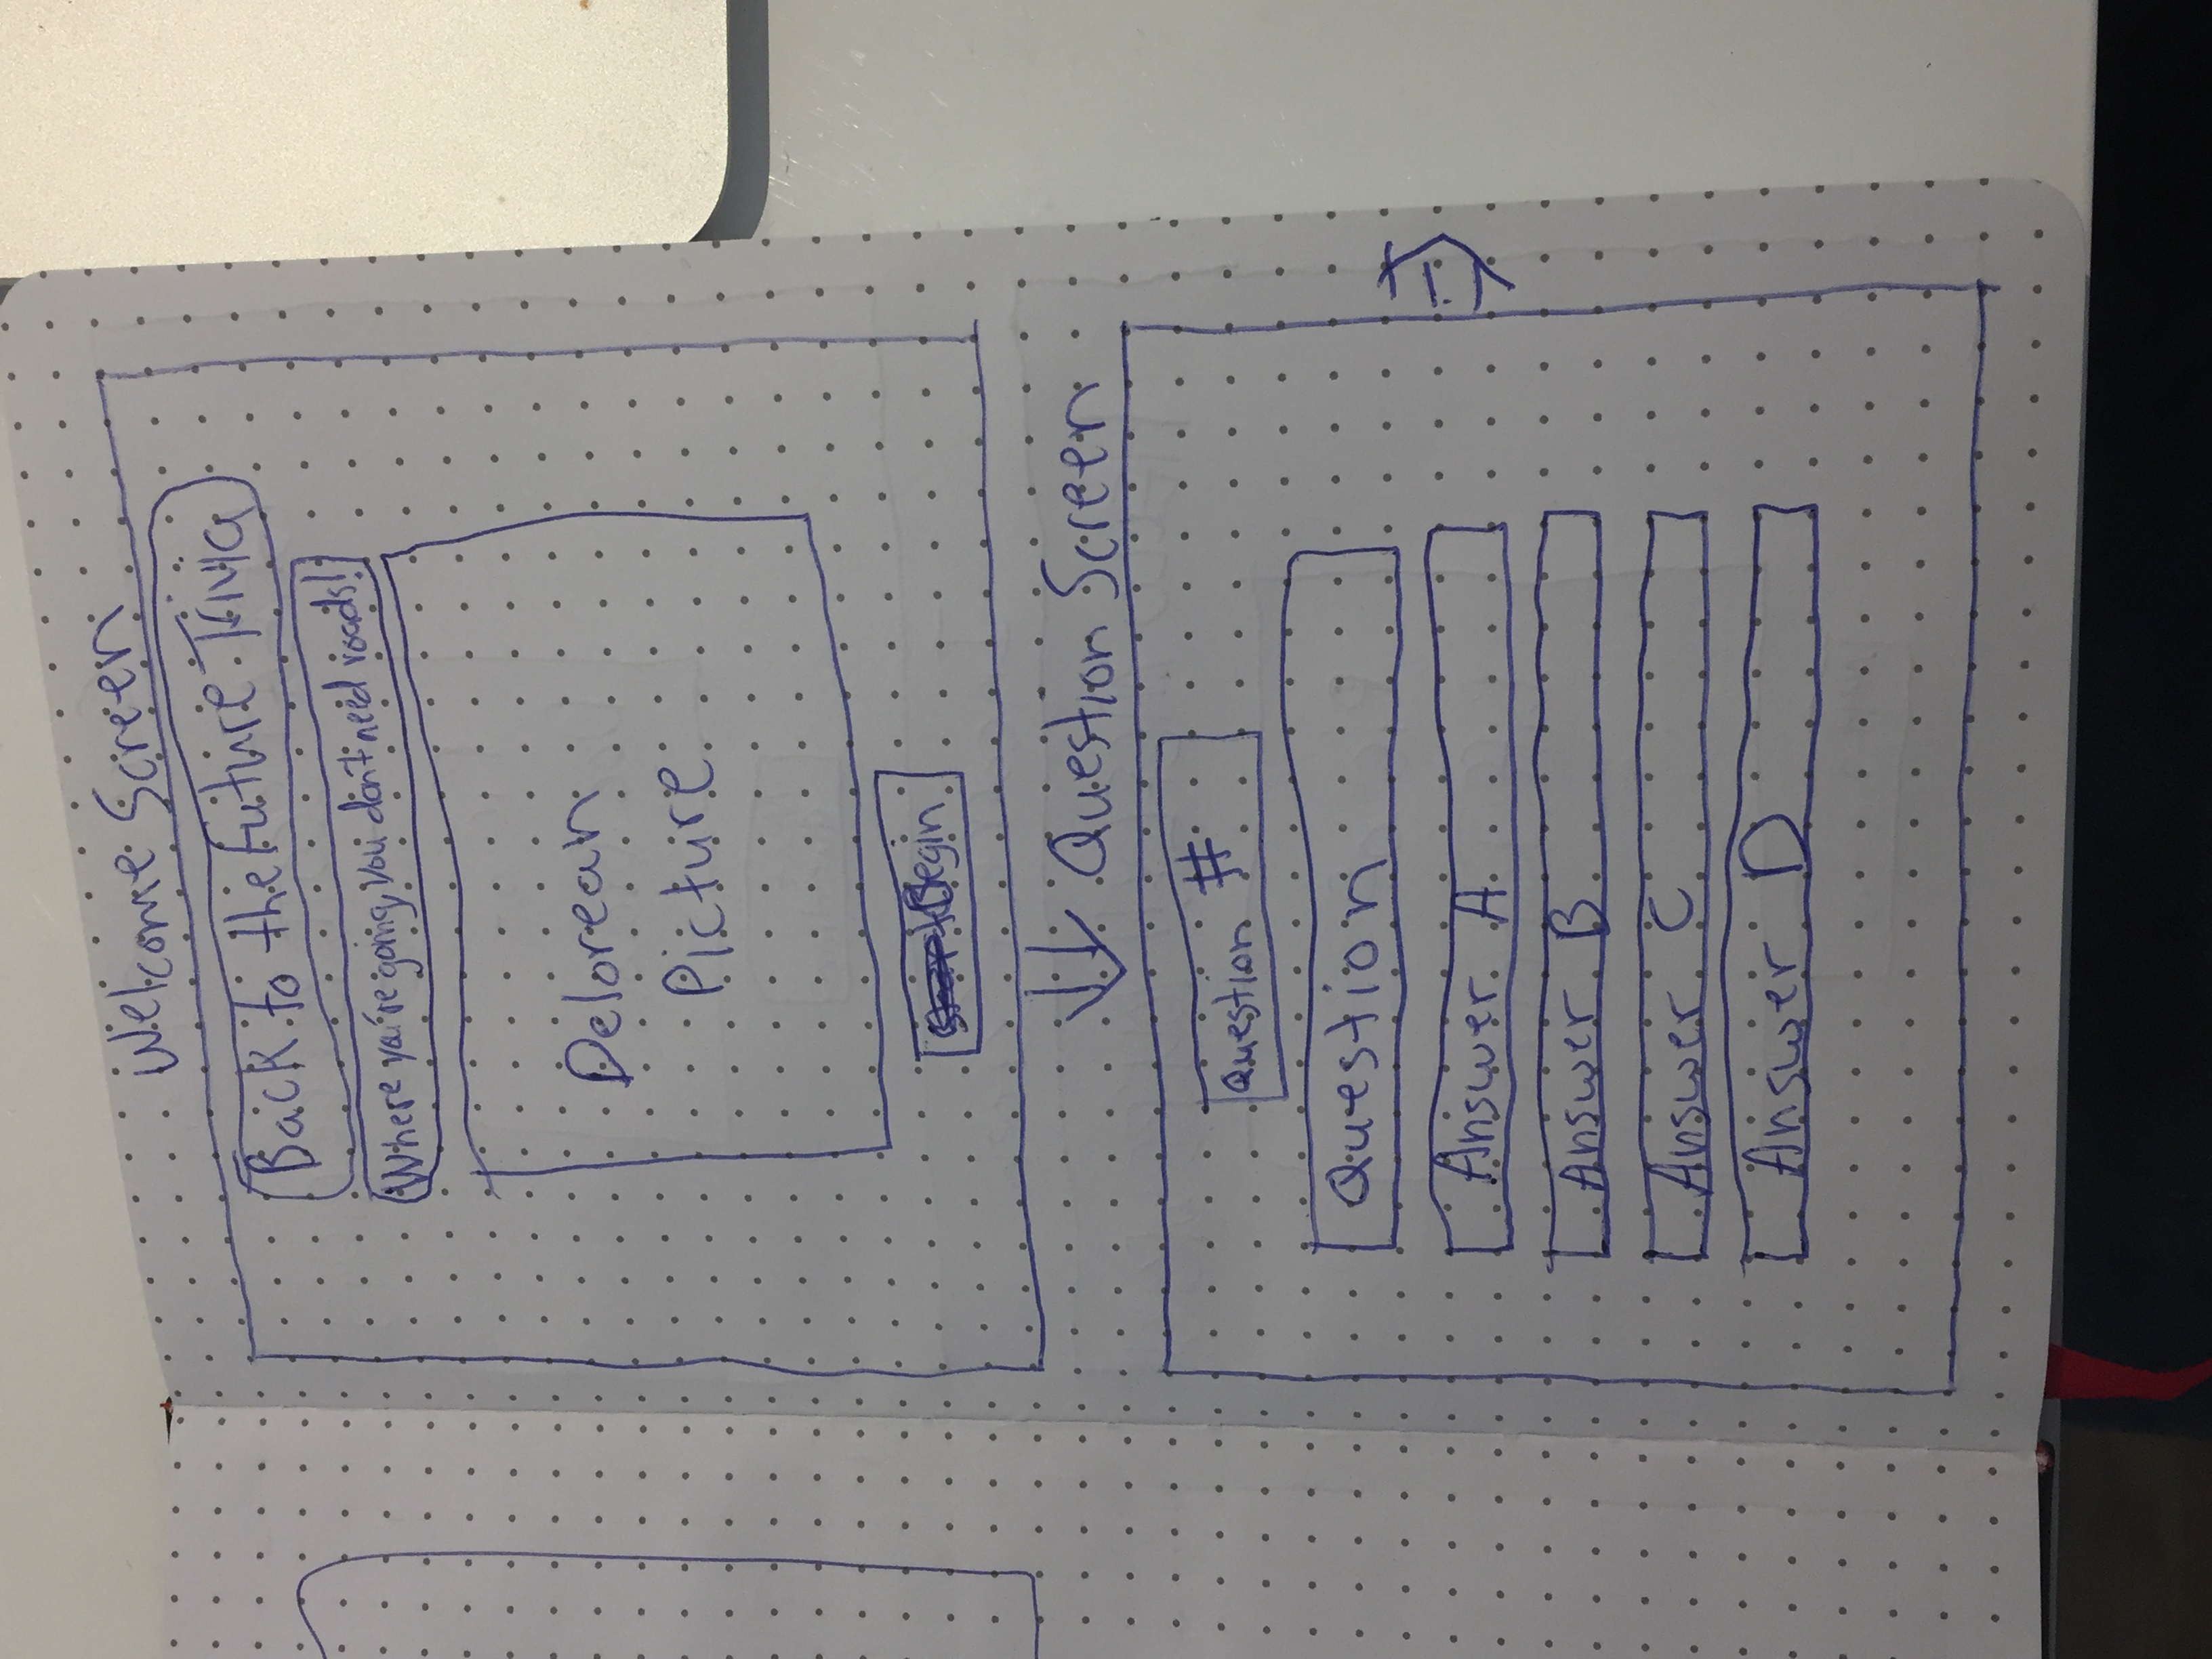 Welcome Screen
Back to the Future Trivia
Where you're going, you don't need roads!
Delorean
Picture
Begin
Question Screen
Question #
Question
Answer A
Answer B
Answer C
Answer D